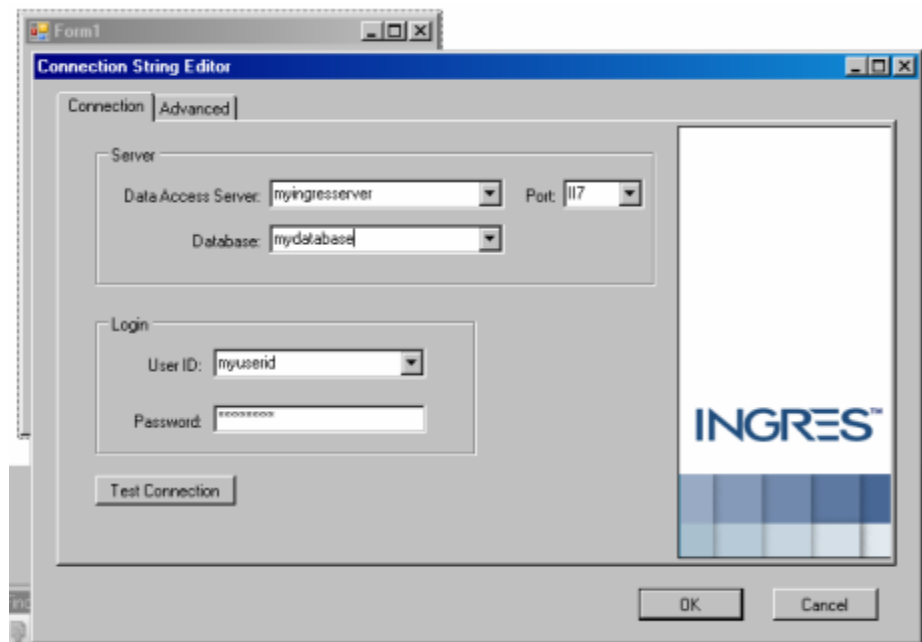 Form1
Connection String Editor
Connection Advanced
Server
Data Access Server: myingresserver Port: II7
Database: mydatabase
Login
User ID: myuserid
Password: ********
INGRES™
Test Connection
OK Cancel